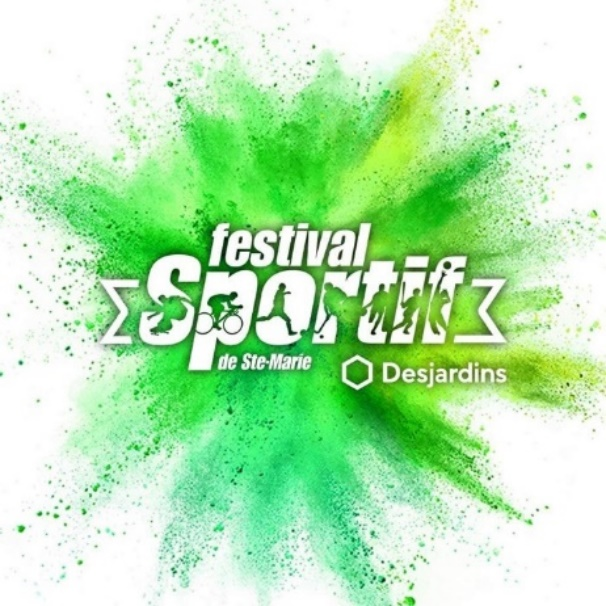 festival
Sportif
de Ste-Marie
Desjardins